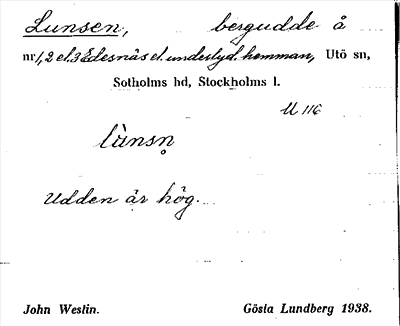 Lunsen, bergudde å
nr 1, 2 el. 3 Edesnäs el. underlyd. hemman, Utö sn,
Sotholms hd, Stockholms l.
U 116
lùnsn̥
Udden är hög.
John Westin. Gösta Lundberg 1938.